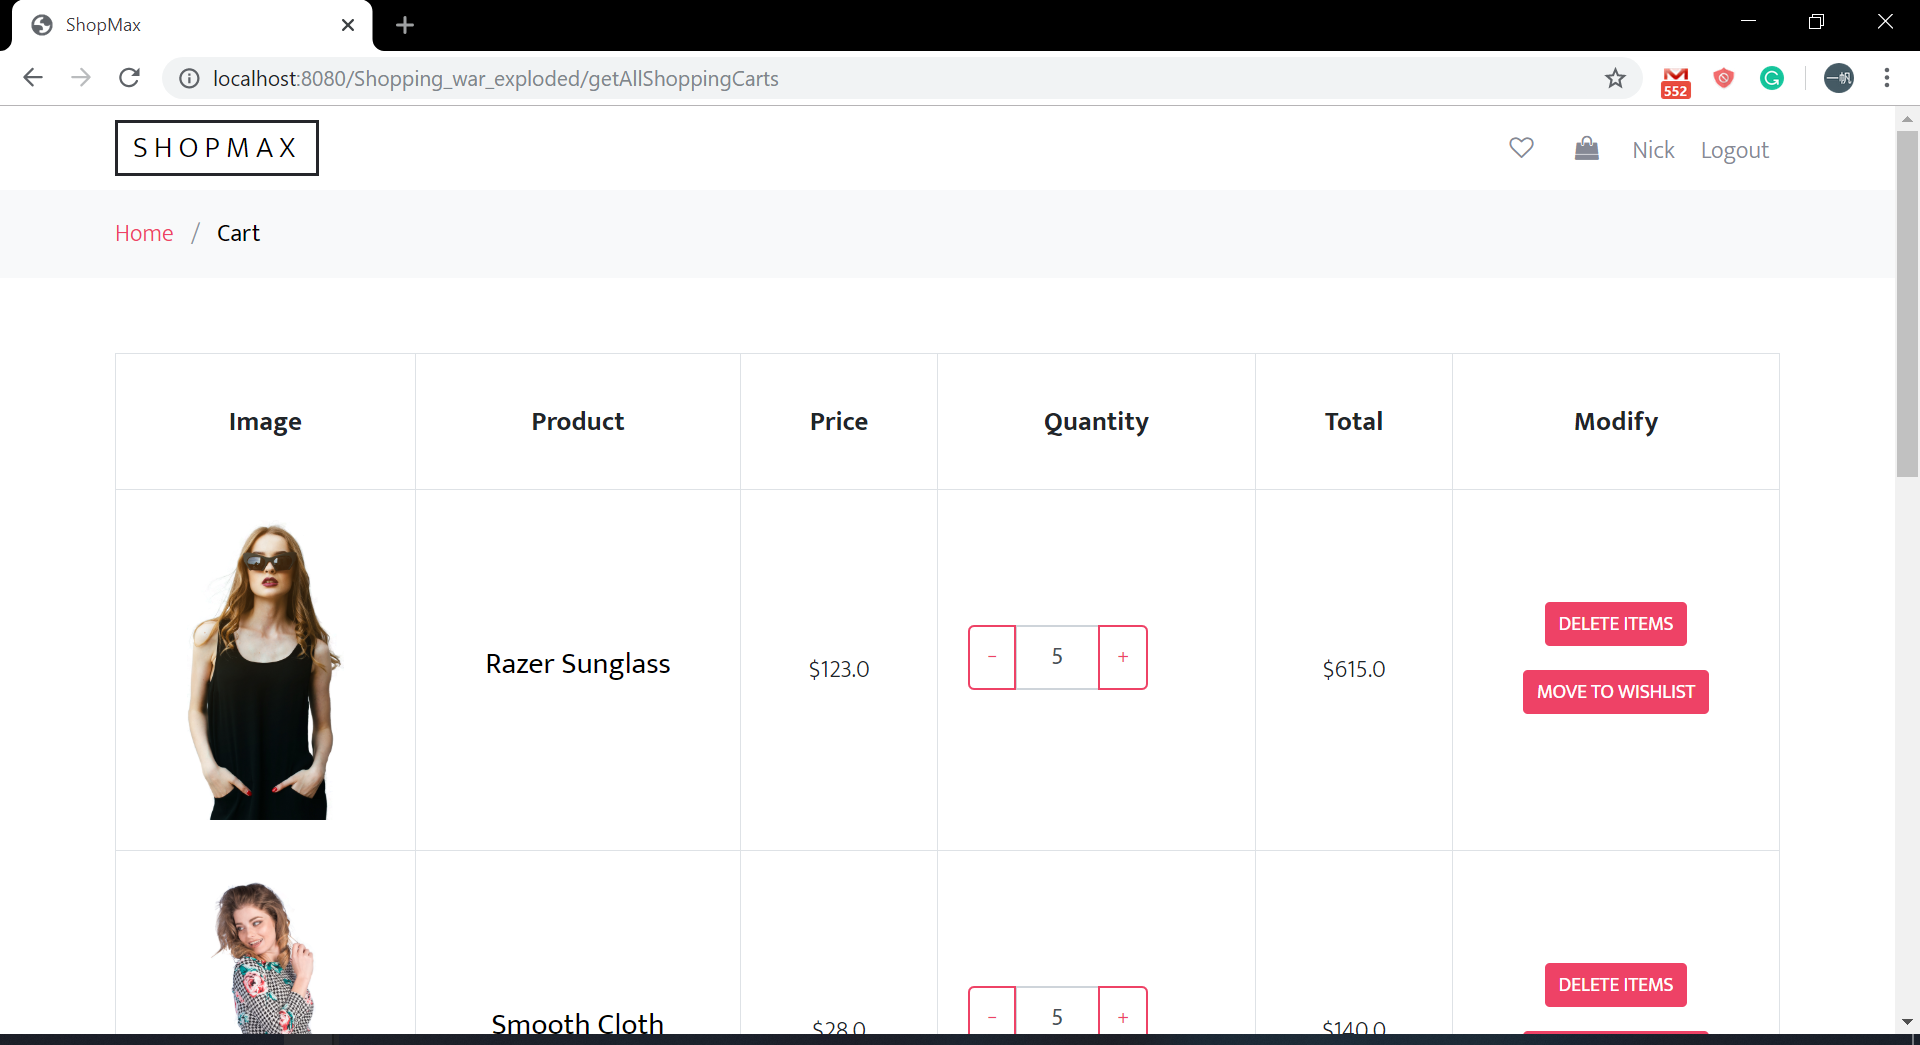 ShopMax
localhost:8080/Shopping_war_exploded/getAllShoppingCarts
552
一帆
SHOPMAX
Nick
Logout
Home / Cart
Image
Product
Price
Quantity
Total
Modify
Razer Sunglass
$123.0
-
5
+
$615.0
DELETE ITEMS
MOVE TO WISHLIST
Smooth Cloth
$28.0
-
5
+
$140.0
DELETE ITEMS